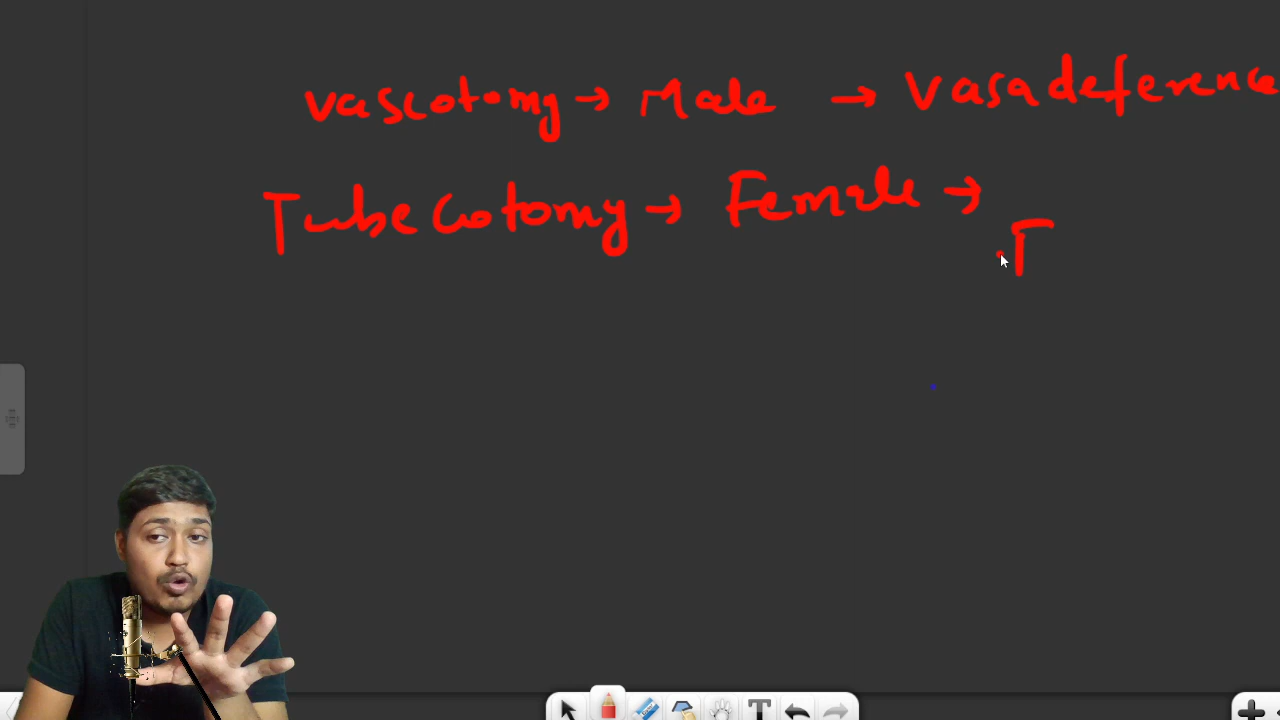 vascotomy → Male → Vasadeference
Tubecotomy → Female →
T
T